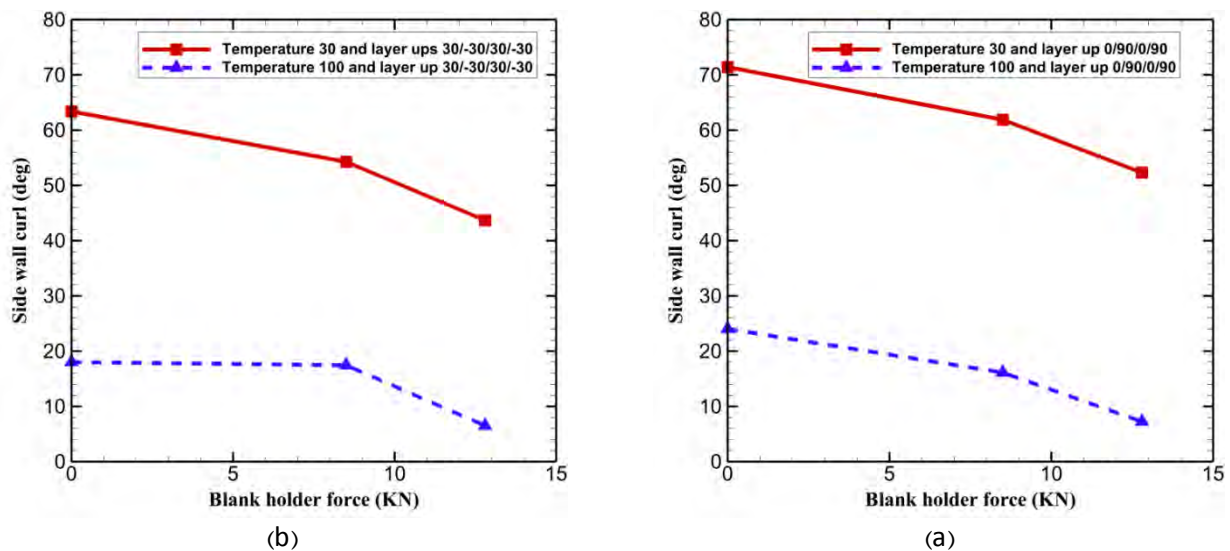 80
70
60
50
40
30
20
10
0
Side wall curl (deg)
Temperature 30 and layer ups 30/-30/30/-30
Temperature 100 and layer up 30/-30/30/-30
0 5 10 15
Blank holder force (KN)
(b)
80
70
60
50
40
30
20
10
0
Side wall curl (deg)
Temperature 30 and layer up 0/90/0/90
Temperature 100 and layer up 0/90/0/90
0 5 10 15
Blank holder force (KN)
(a)